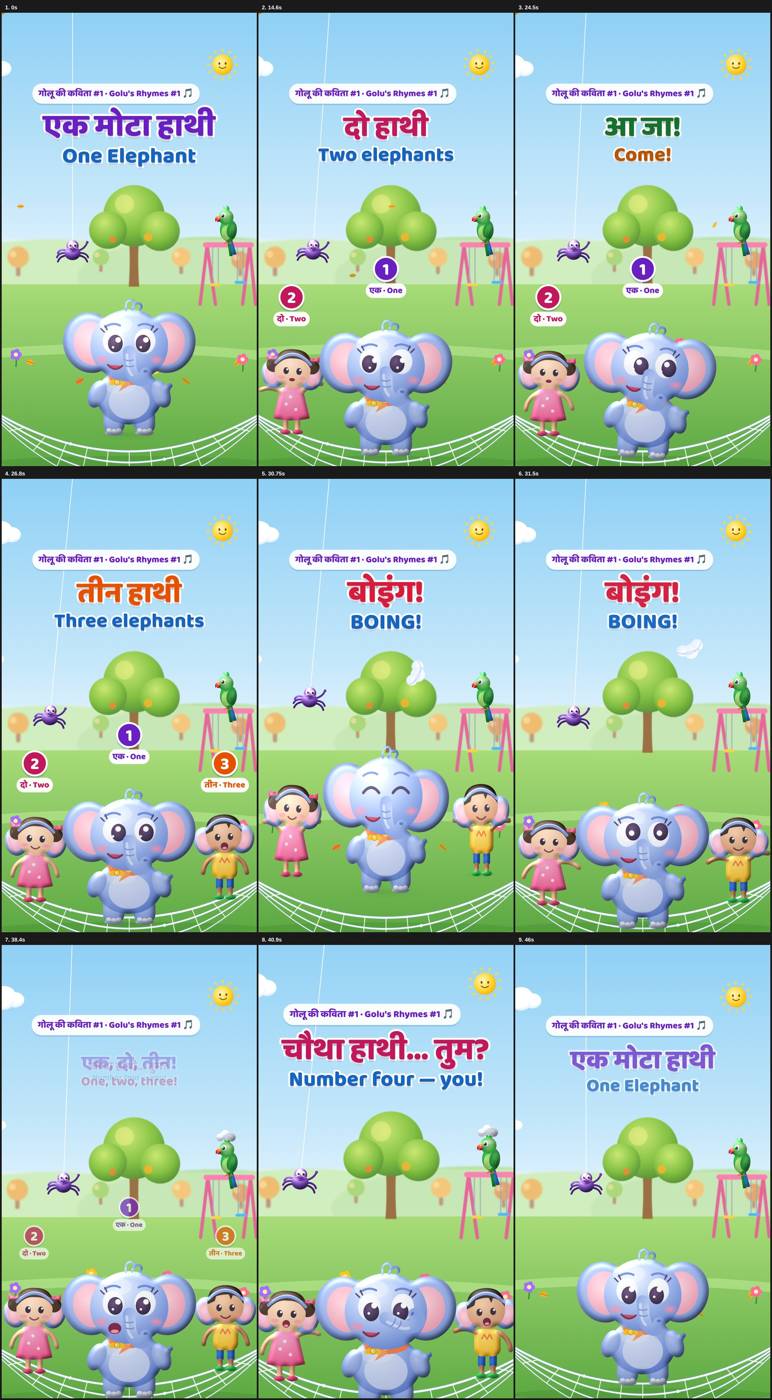 1. 0s
गोलू की कविता #1 · Golu's Rhymes #1 🎵
एक मोटा हाथी
One Elephant
2. 14.6s
गोलू की कविता #1 · Golu's Rhymes #1 🎵
दो हाथी
Two elephants
1
एक · One
2
दो · Two
3. 24.5s
गोलू की कविता #1 · Golu's Rhymes #1 🎵
आ जा!
Come!
1
एक · One
2
दो · Two
4. 26.8s
गोलू की कविता #1 · Golu's Rhymes #1 🎵
तीन हाथी
Three elephants
1
एक · One
2
दो · Two
3
तीन · Three
M
5. 30.75s
गोलू की कविता #1 · Golu's Rhymes #1 🎵
बोइंग!
BOING!
M
6. 31.5s
गोलू की कविता #1 · Golu's Rhymes #1 🎵
बोइंग!
BOING!
M
7. 38.4s
गोलू की कविता #1 · Golu's Rhymes #1 🎵
एक, दो, तीन!
One, two, three!
1
एक · One
2
दो · Two
3
तीन · Three
M
8. 40.9s
गोलू की कविता #1 · Golu's Rhymes #1 🎵
चौथा हाथी... तुम?
Number four — you!
M
9. 46s
गोलू की कविता #1 · Golu's Rhymes #1 🎵
एक मोटा हाथी
One Elephant